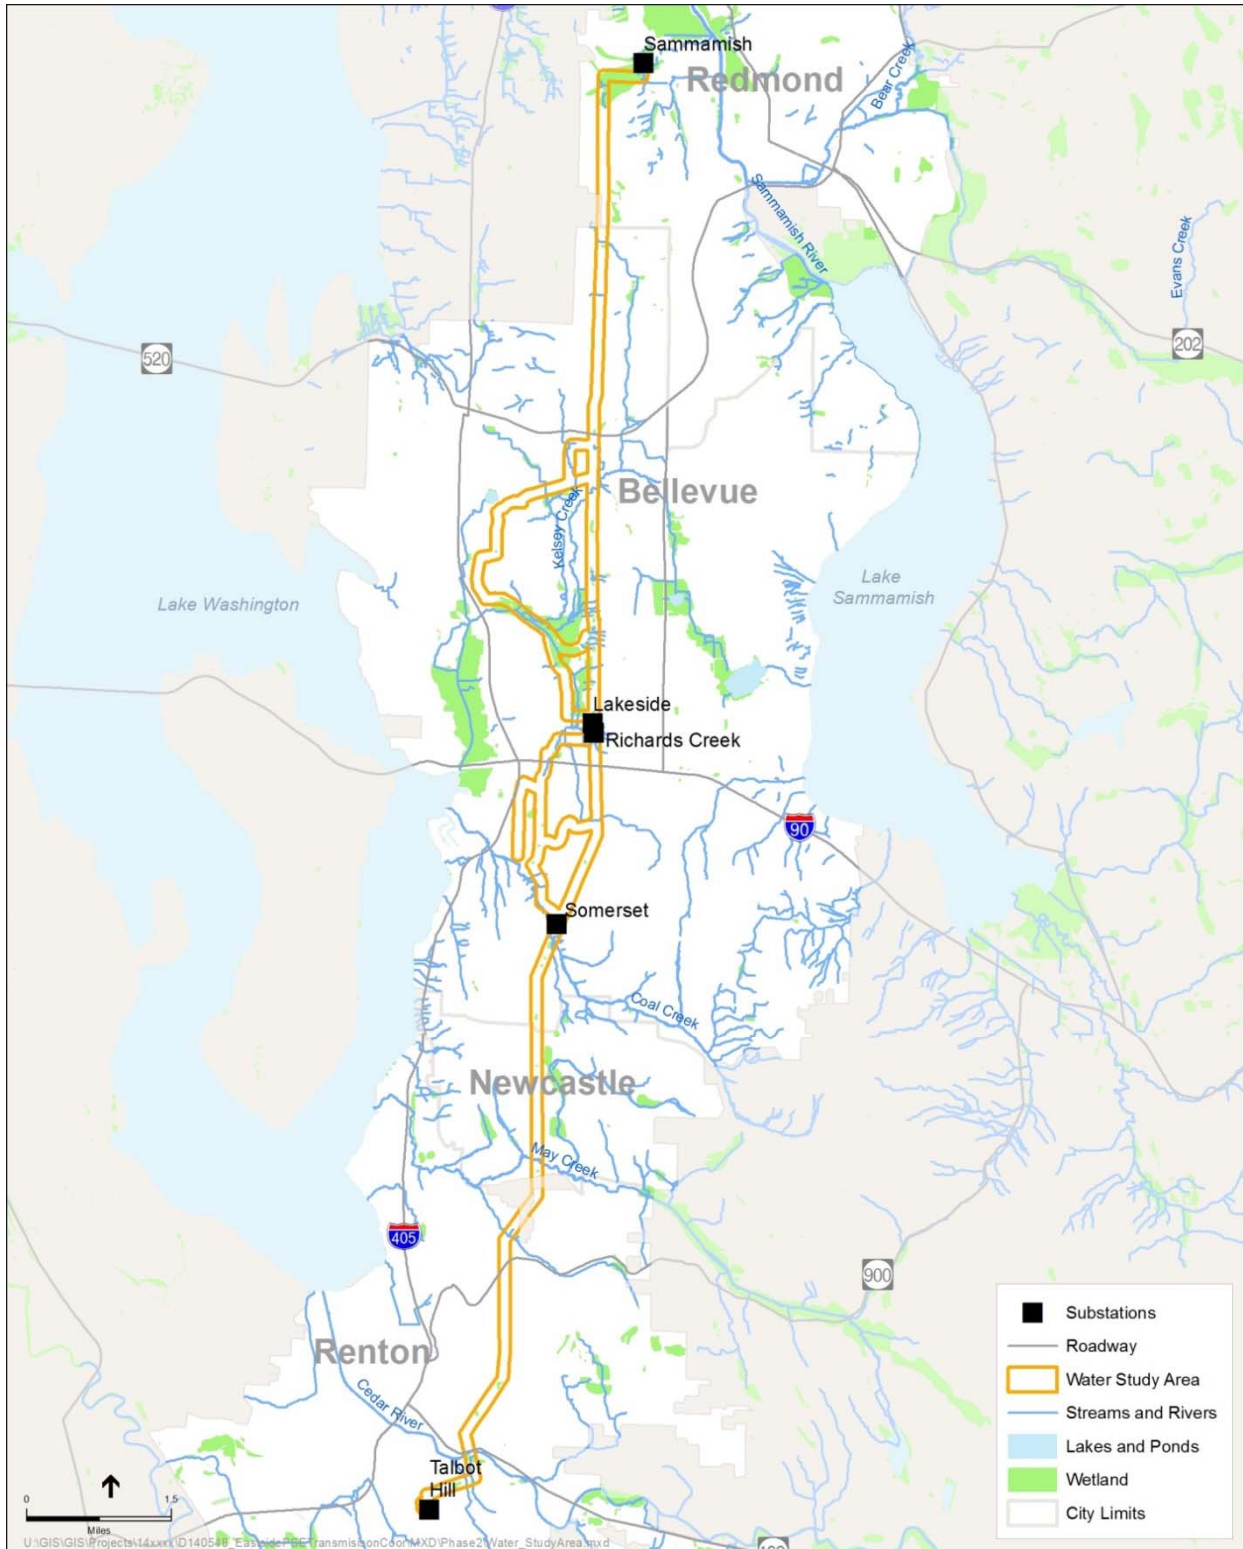 Sammamish
Redmond
Bear Creek
Sammamish River
Evans Creek
520
202
Bellevue
Kelsey Creek
Lake Washington
Lake
Sammamish
Lakeside
Richards Creek
90
Somerset
Coal Creek
Newcastle
May Creek
405
900
Renton
Cedar River
Talbot
Hill
0
1.5
Miles
Substations
Roadway
Water Study Area
Streams and Rivers
Lakes and Ponds
Wetland
City Limits